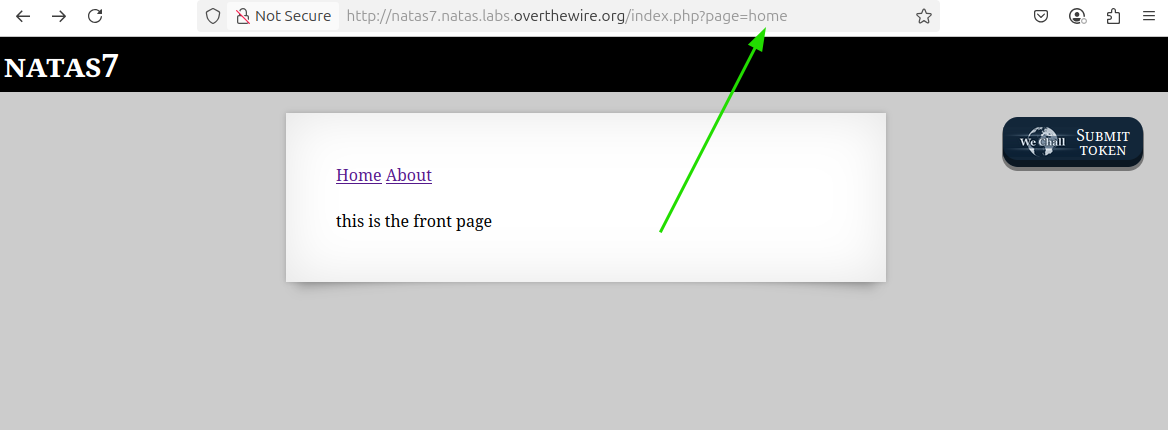 Not Secure http://natas7.natas.labs.overthewire.org/index.php?page=home
NATAS7
We Chall SUBMIT TOKEN
Home About
this is the front page